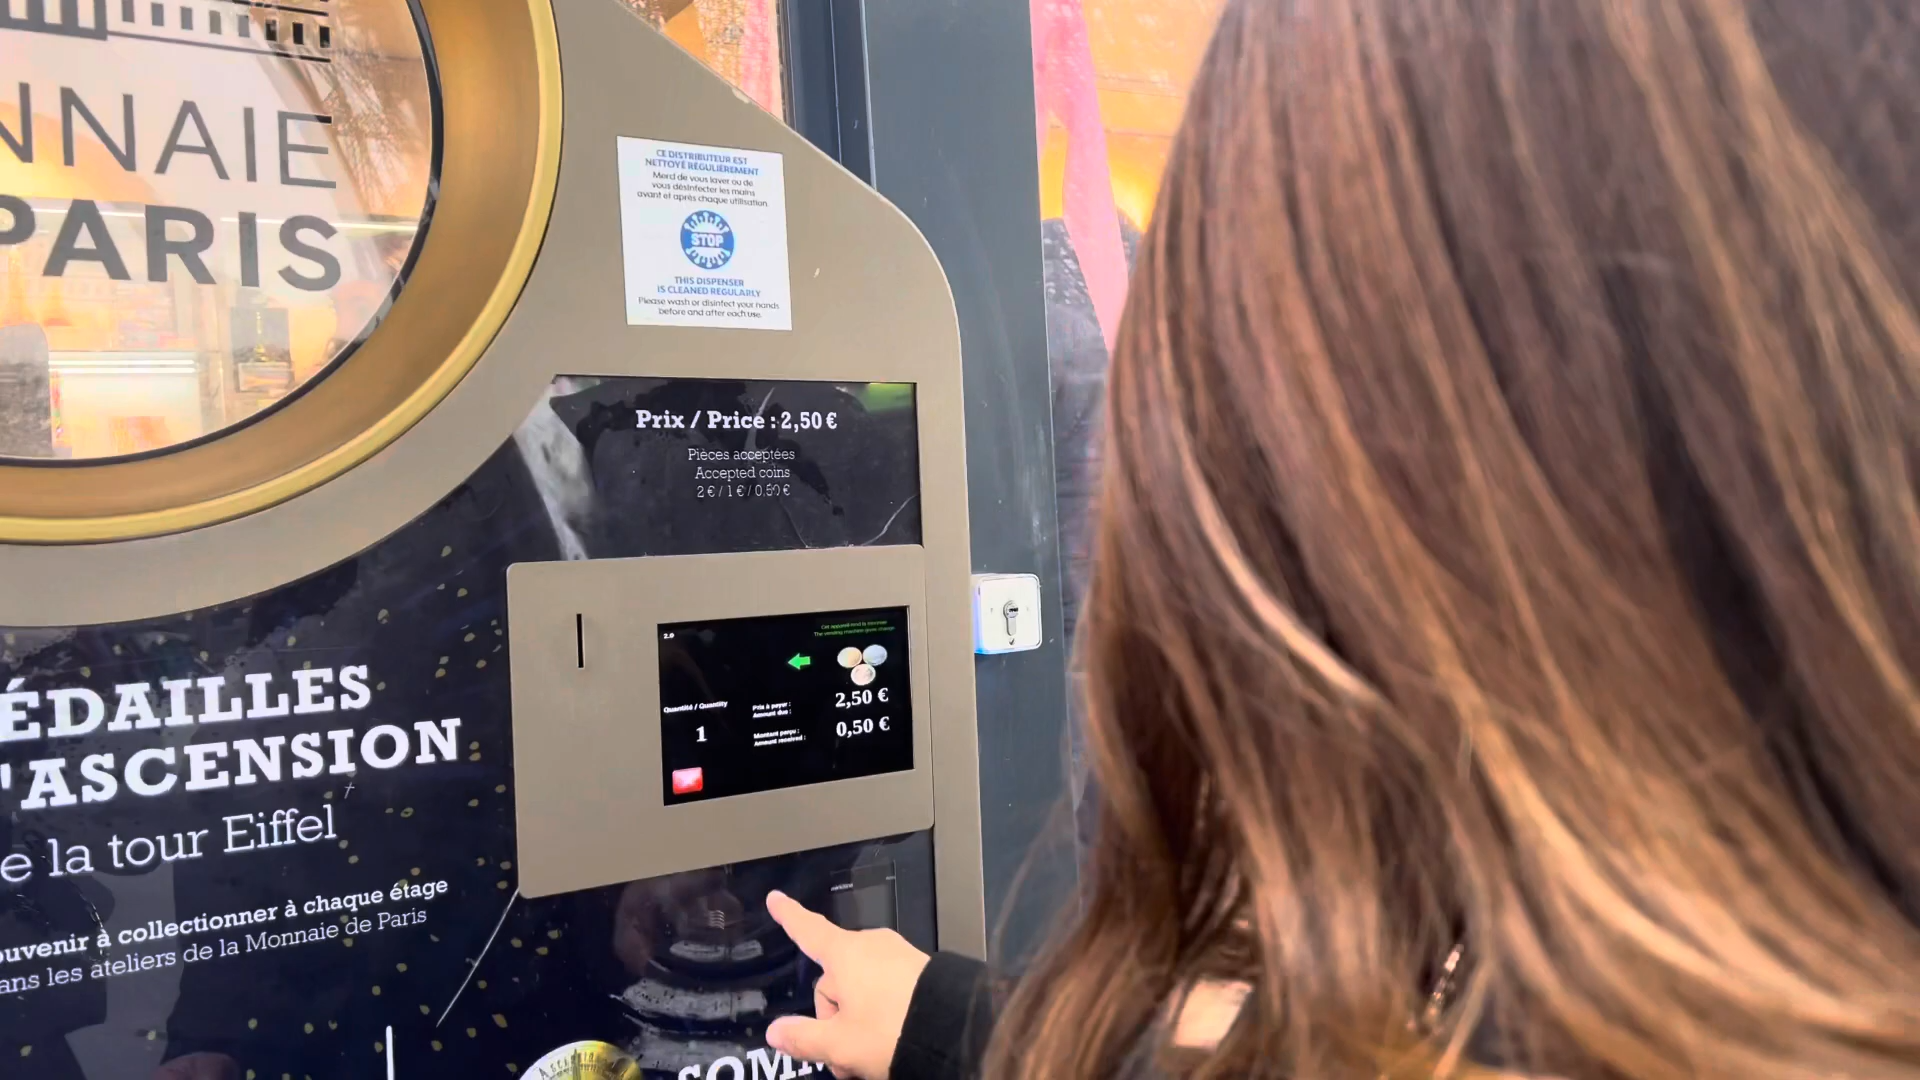 NNAIE
PARIS
CE DISTRIBUTEUR EST
NETTOYÉ RÉGULIÈREMENT
Merci de vous laver ou de
vous désinfecter les mains
avant et après chaque utilisation
STOP
THIS DISPENSER
IS CLEANED REGULARLY
Please wash or disinfect your hands
before and after each use.
Prix / Price : 2,50 €
Pièces acceptées
Accepted coins
2 € / 1 € / 0,50 €
2.9
Cet appareil rend la monnaie
The vending machine gives change
Quantité / Quantity
1
Prix à payer :
Amount due :
2,50 €
Montant perçu :
Amount received :
0,50 €
ÉDAILLES
'ASCENSION
e la tour Eiffel
ouvenir à collectionner à chaque étage
ans les ateliers de la Monnaie de Paris
SOMM